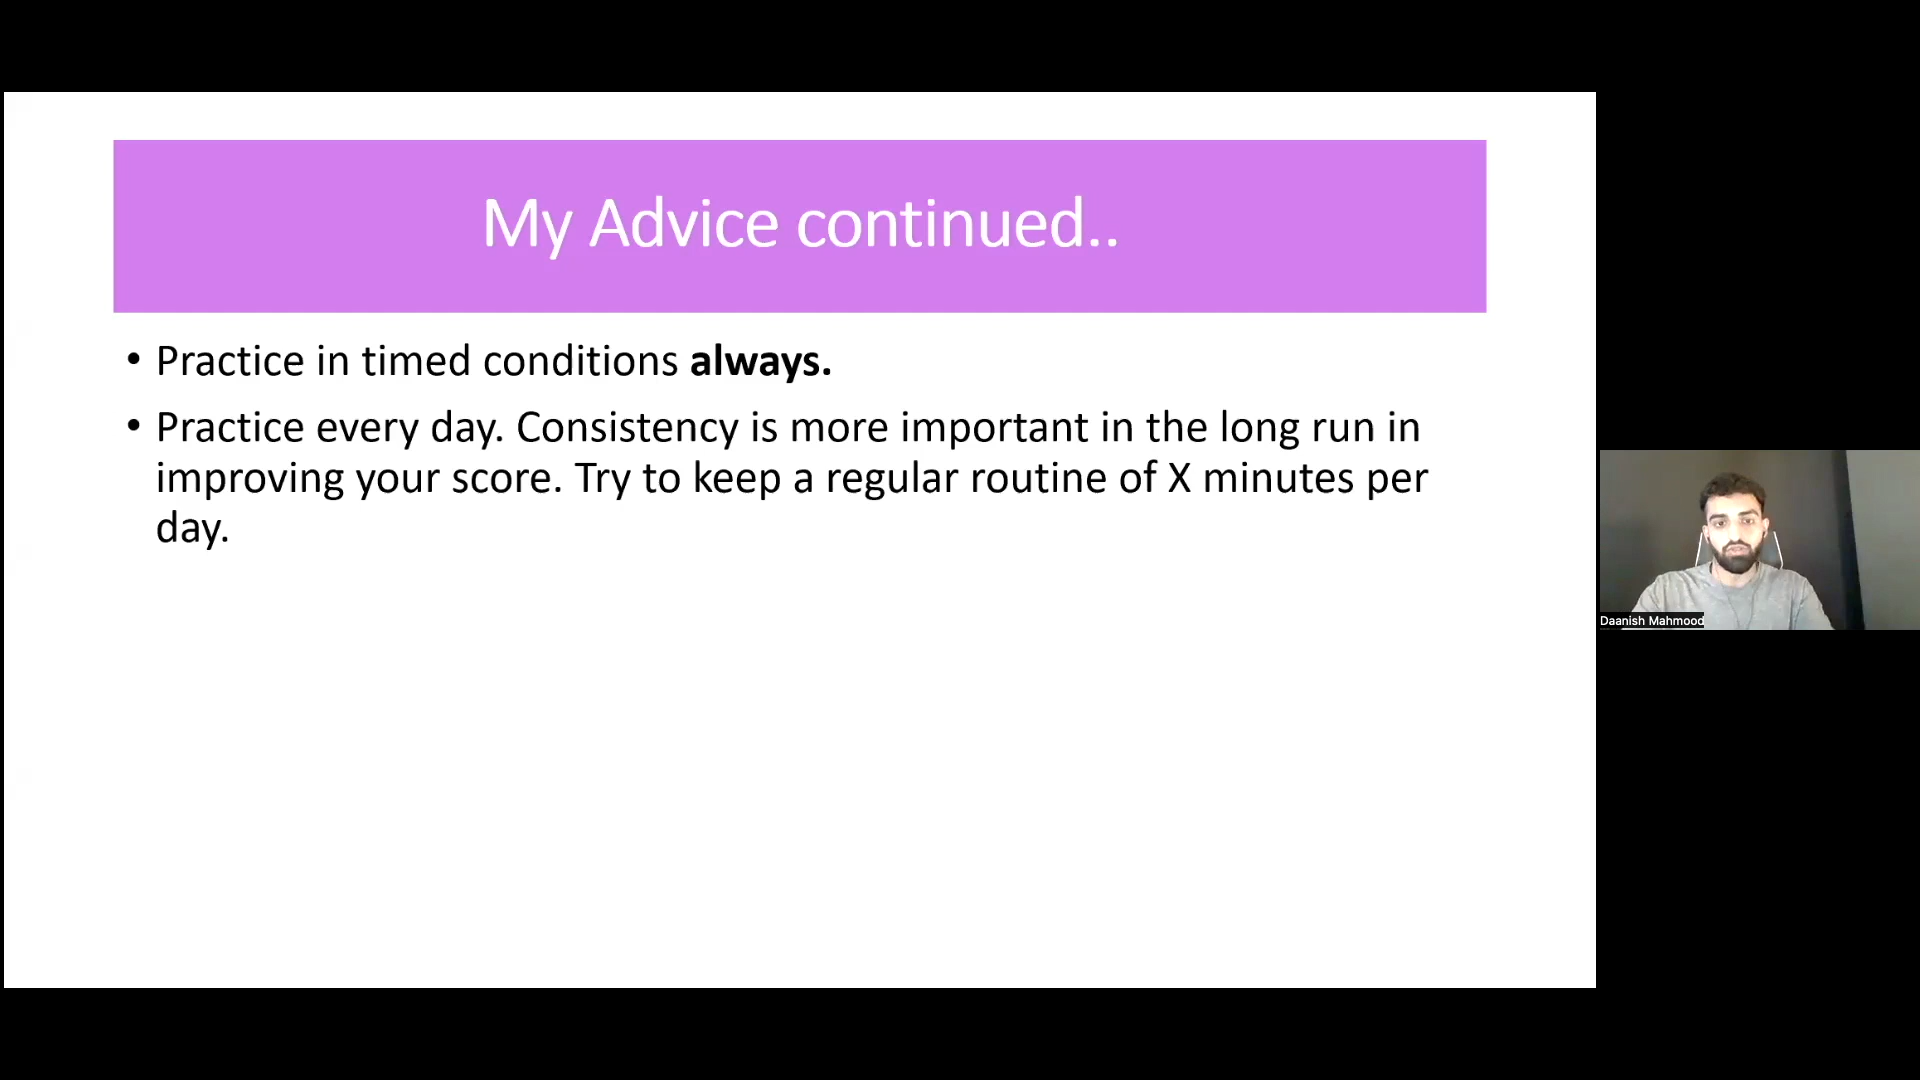 My Advice continued..
• Practice in timed conditions always.
• Practice every day. Consistency is more important in the long run in
improving your score. Try to keep a regular routine of X minutes per
day.
Daanish Mahmood